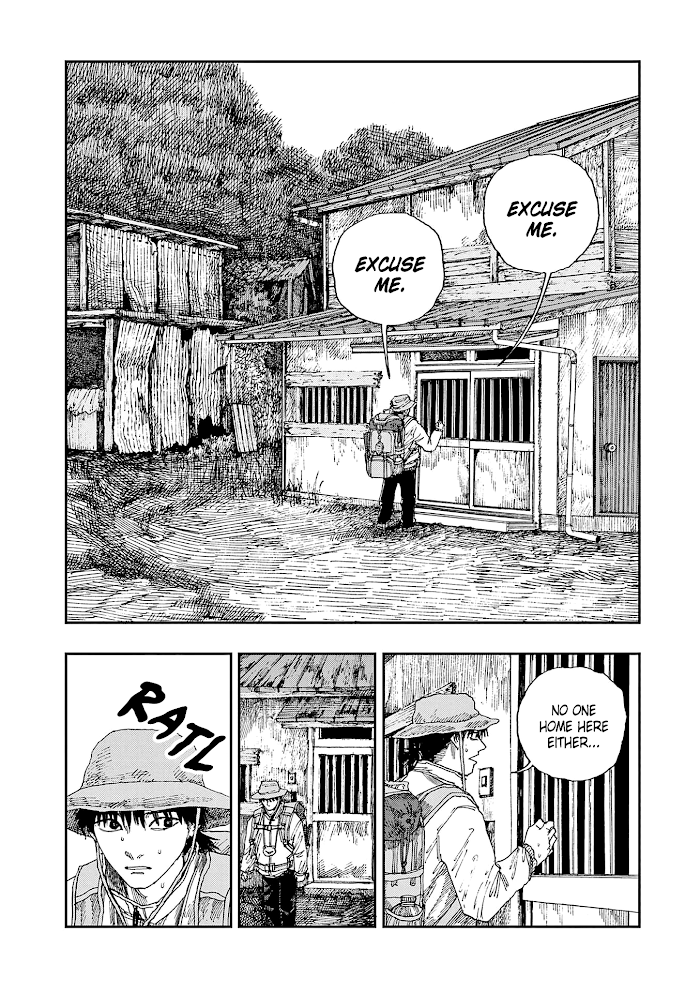 EXCUSE
ME.
EXCUSE
ME.
NO ONE
HOME HERE
EITHER...
RATL